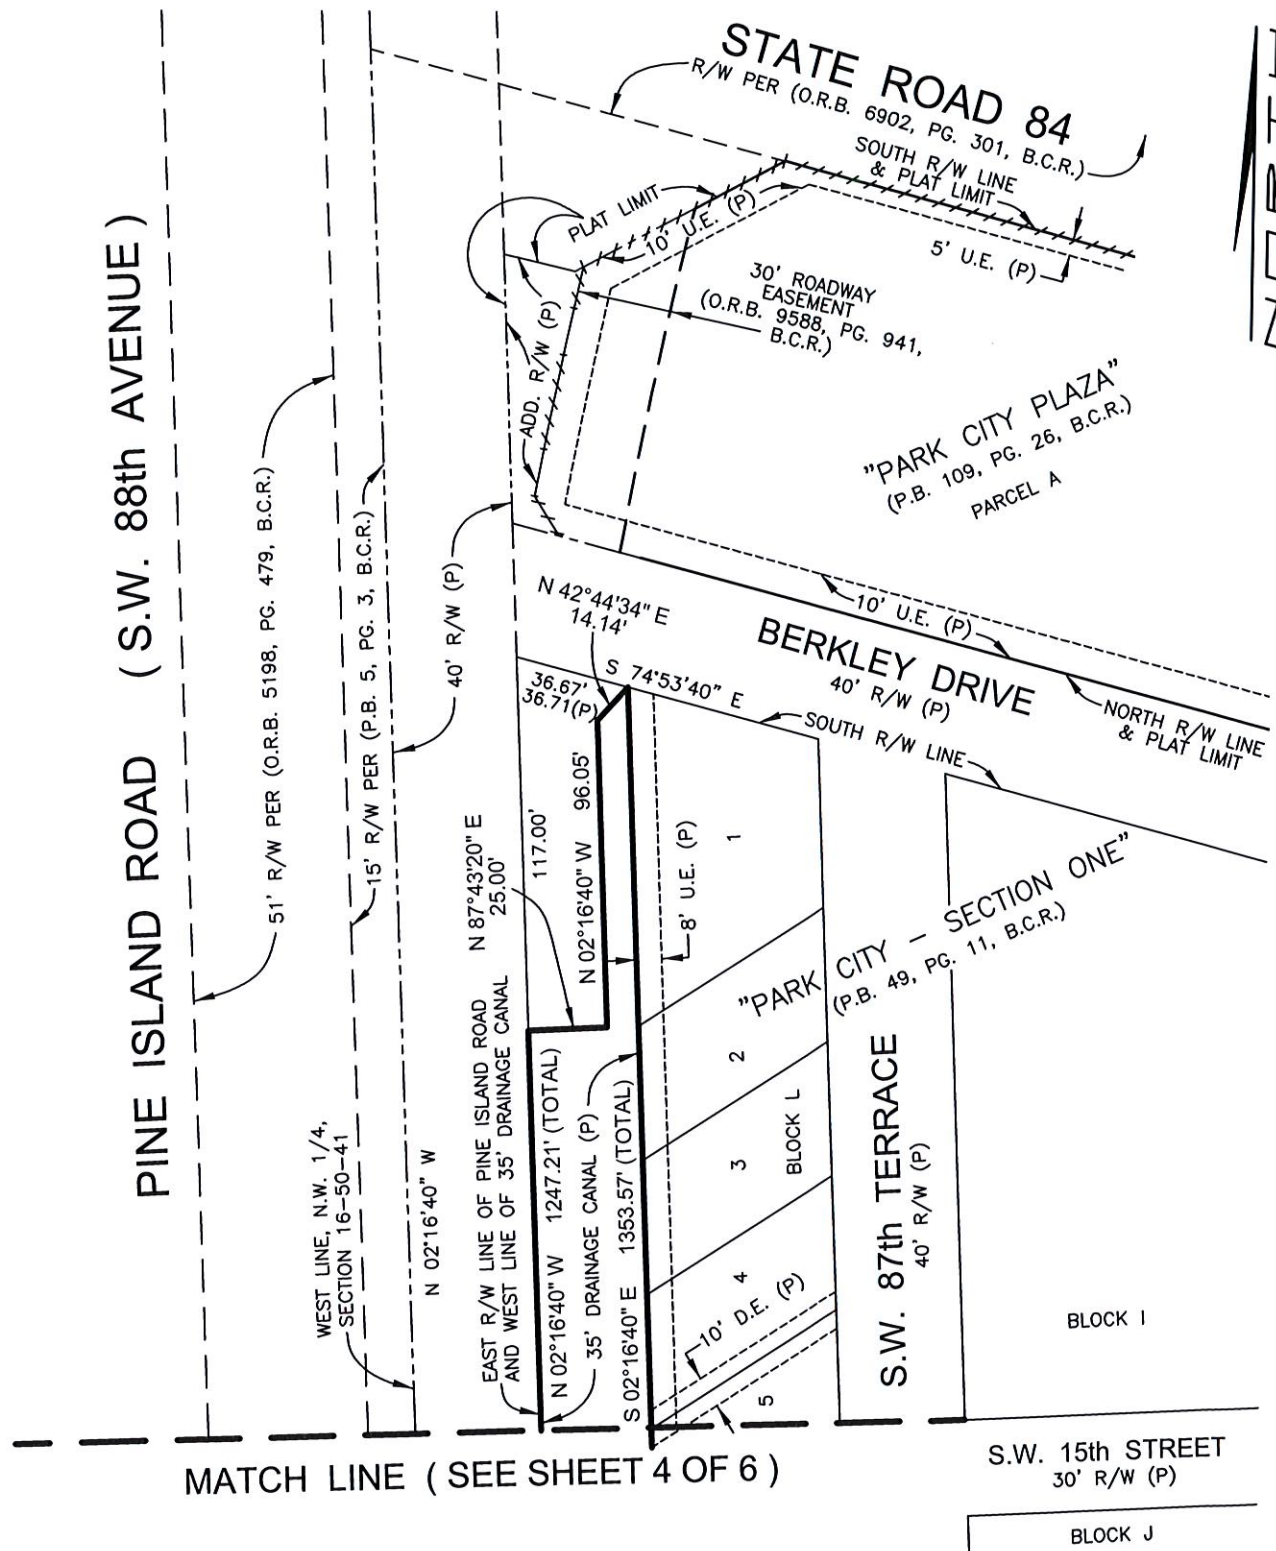 STATE ROAD 84
R/W PER (O.R.B. 6902, PG. 301, B.C.R.)
SOUTH R/W LINE
& PLAT LIMIT
PLAT LIMIT
10' U.E. (P)
5' U.E. (P)
30' ROADWAY
EASEMENT
(O.R.B. 9588, PG. 941,
B.C.R.)
ADD. R/W (P)
"PARK CITY PLAZA"
(P.B. 109, PG. 26, B.C.R.)
PARCEL A
PINE ISLAND ROAD (S.W. 88th AVENUE)
51' R/W PER (O.R.B. 5198, PG. 479, B.C.R.)
15' R/W PER (P.B. 5, PG. 3, B.C.R.)
40' R/W (P)
N 42°44'34" E
14.14'
10' U.E. (P)
BERKLEY DRIVE
40' R/W (P)
S 74°53'40" E
36.67'
36.71(P)
SOUTH R/W LINE
NORTH R/W LINE
& PLAT LIMIT
N 87°43'20" E
25.00'
117.00'
N 02°16'40" W 96.05'
8' U.E. (P)
1
2
3
4
5
BLOCK L
"PARK CITY – SECTION ONE"
(P.B. 49, PG. 11, B.C.R.)
WEST LINE, N.W. 1/4,
SECTION 16-50-41
N 02°16'40" W
EAST R/W LINE OF PINE ISLAND ROAD
AND WEST LINE OF 35' DRAINAGE CANAL
N 02°16'40" W 1247.21' (TOTAL)
35' DRAINAGE CANAL (P)
S 02°16'40" E 1353.57' (TOTAL)
10' D.E. (P)
S.W. 87th TERRACE
40' R/W (P)
BLOCK I
MATCH LINE ( SEE SHEET 4 OF 6 )
S.W. 15th STREET
30' R/W (P)
BLOCK J